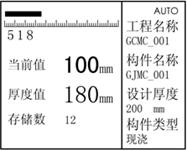 AUTO
518
当前值 100mm
厚度值 180mm
存储数 12
工程名称
GCMC_001
构件名称
GJMC_001
设计厚度
200 mm
构件类型
现浇